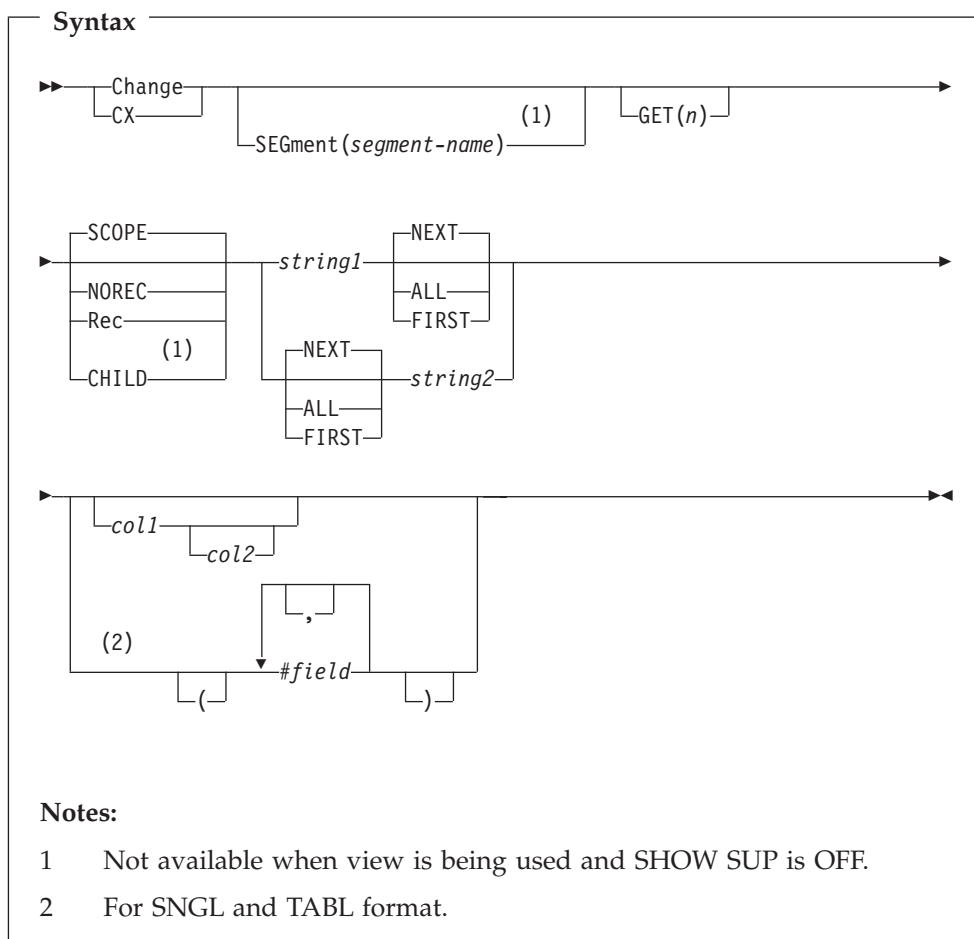 Syntax
Change
CX
(1)
SEGment(segment-name)
GET(n)
SCOPE
NOREC
Rec
(1)
CHILD
string1
NEXT
ALL
FIRST
NEXT
ALL
FIRST
string2
col1
col2
,
(2)
#field
(
)
Notes:
1 Not available when view is being used and SHOW SUP is OFF.
2 For SNGL and TABL format.